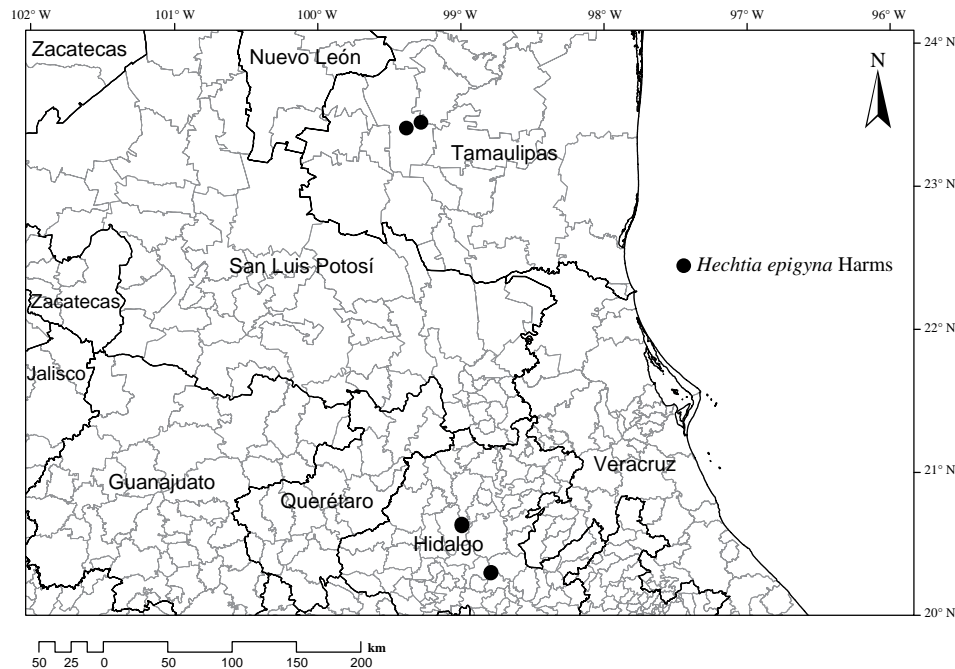 102° W 101° W 100° W 99° W 98° W 97° W 96° W
24° N
Zacatecas
Nuevo León
N
Tamaulipas
23° N
San Luis Potosí
Hechtia epigyna Harms
Zacatecas
22° N
Jalisco
21° N
Veracruz
Guanajuato
Querétaro
Hidalgo
20° N
km
50 25 0 50 100 150 200